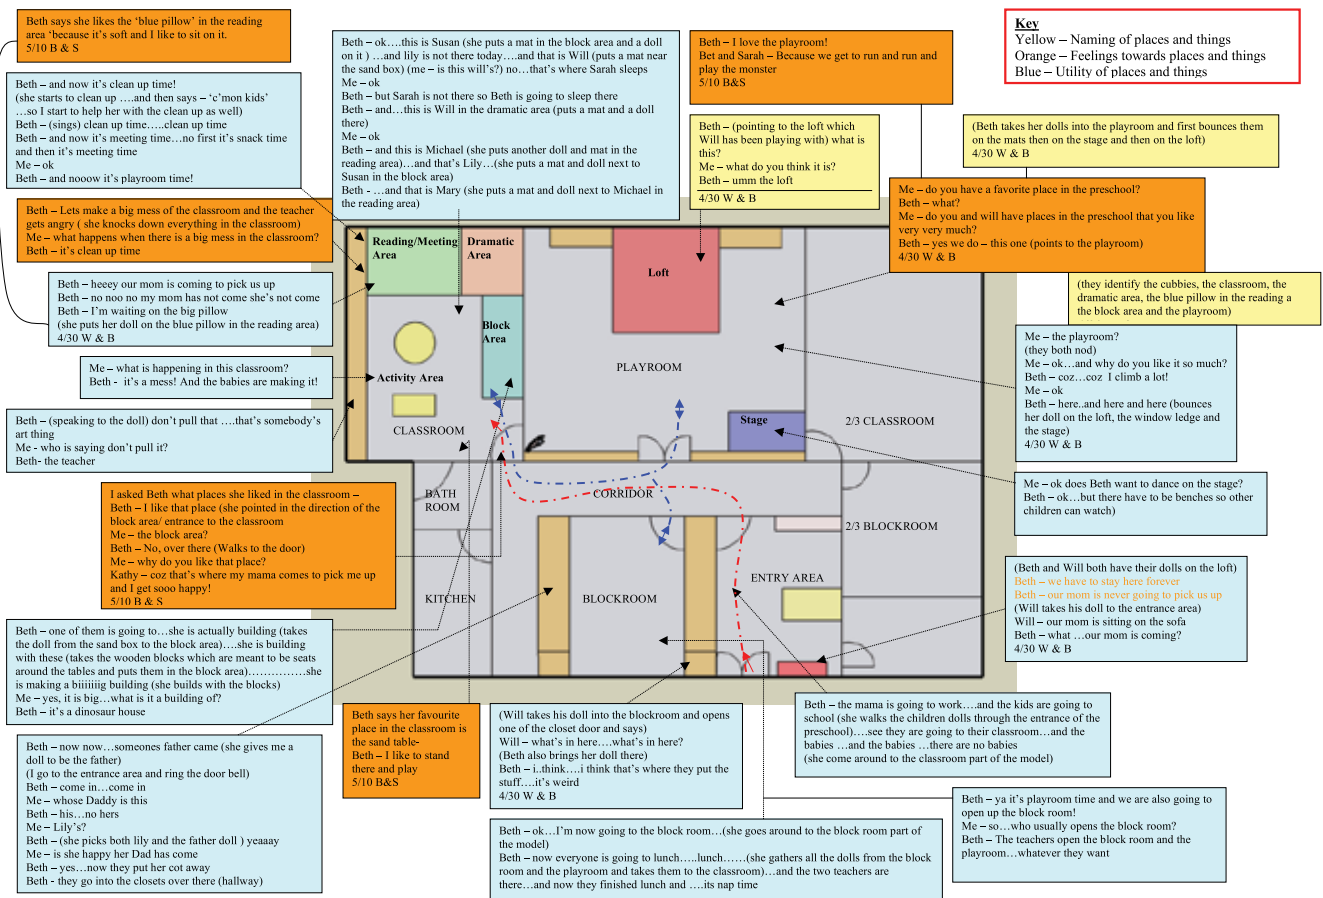 Beth says she likes the ‘blue pillow’ in the reading
area ‘because it’s soft and I like to sit on it.
5/10 B & S
Beth – and now it’s clean up time!
(she starts to clean up ….and then says – ‘c’mon kids’
…so I start to help her with the clean up as well)
Beth – (sings) clean up time…..clean up time
Beth – and now it’s meeting time…no first it’s snack time
and then it’s meeting time
Me – ok
Beth – and nooow it’s playroom time!
Beth – Lets make a big mess of the classroom and the teacher
gets angry ( she knocks down everything in the classroom)
Me – what happens when there is a big mess in the classroom?
Beth – it’s clean up time
Beth – heeey our mom is coming to pick us up
Beth – no noo no my mom has not come she’s not come
Beth – I’m waiting on the big pillow
(she puts her doll on the blue pillow in the reading area)
4/30 W & B
Me – what is happening in this classroom?
Beth - it’s a mess! And the babies are making it!
Beth – (speaking to the doll) don’t pull that ….that’s somebody’s
art thing
Me - who is saying don’t pull it?
Beth- the teacher
I asked Beth what places she liked in the classroom –
Beth – I like that place (she pointed in the direction of the
block area/ entrance to the classroom
Me – the block area?
Beth – No, over there (Walks to the door)
Me – why do you like that place?
Kathy – coz that’s where my mama comes to pick me up
and I get sooo happy!
5/10 B & S
Beth – one of them is going to…she is actually building (takes
the doll from the sand box to the block area)….she is building
with these (takes the wooden blocks which are meant to be seats
around the tables and puts them in the block area)……………she
is making a biiiiiiig building (she builds with the blocks)
Me – yes, it is big…what is it a building of?
Beth – it’s a dinosaur house
Beth – now now…someones father came (she gives me a
doll to be the father)
(I go to the entrance area and ring the door bell)
Beth – come in…come in
Me – whose Daddy is this
Beth – his…no hers
Me – Lily’s?
Beth – (she picks both lily and the father doll ) yeaaay
Me – is she happy her Dad has come
Beth – yes…now they put her cot away
Beth - they go into the closets over there (hallway)
Beth – ok….this is Susan (she puts a mat in the block area and a doll
on it ) …and lily is not there today….and that is Will (puts a mat near
the sand box) (me – is this will’s?) no…that’s where Sarah sleeps
Me – ok
Beth – but Sarah is not there so Beth is going to sleep there
Beth – and…this is Will in the dramatic area (puts a mat and a doll
there)
Me – ok
Beth – and this is Michael (she puts another doll and mat in the
reading area)…and that’s Lily…(she puts a mat and doll next to
Susan in the block area)
Beth - …and that is Mary (she puts a mat and doll next to Michael in
the reading area)
Beth – I love the playroom!
Bet and Sarah – Because we get to run and run and
play the monster
5/10 B&S
Beth – (pointing to the loft which
Will has been playing with) what is
this?
Me – what do you think it is?
Beth – umm the loft
4/30 W & B
Key
Yellow – Naming of places and things
Orange – Feelings towards places and things
Blue – Utility of places and things
(Beth takes her dolls into the playroom and first bounces them
on the mats then on the stage and then on the loft)
4/30 W & B
Me – do you have a favorite place in the preschool?
Beth – what?
Me – do you and will have places in the preschool that you like
very very much?
Beth – yes we do – this one (points to the playroom)
4/30 W & B
(they identify the cubbies, the classroom, the
dramatic area, the blue pillow in the reading a
the block area and the playroom)
Me – the playroom?
(they both nod)
Me – ok…and why do you like it so much?
Beth – coz…coz I climb a lot!
Me – ok
Beth – here..and here and here (bounces
her doll on the loft, the window ledge and
the stage)
4/30 W & B
Me – ok does Beth want to dance on the stage?
Beth – ok…but there have to be benches so other
children can watch)
(Beth and Will both have their dolls on the loft)
Beth – we have to stay here forever
Beth – our mom is never going to pick us up
(Will takes his doll to the entrance area)
Will – our mom is sitting on the sofa
Beth – what …our mom is coming?
4/30 W & B
Reading/Meeting
Area
Dramatic
Area
Loft
Block
Area
Activity Area
CLASSROOM
PLAYROOM
Stage
2/3 CLASSROOM
BATH
ROOM
CORRIDOR
2/3 BLOCKROOM
KITCHEN
BLOCKROOM
ENTRY AREA
Beth says her favourite
place in the classroom is
the sand table-
Beth – I like to stand
there and play
5/10 B&S
(Will takes his doll into the blockroom and opens
one of the closet door and says)
Will – what’s in here….what’s in here?
(Beth also brings her doll there)
Beth – i..think….i think that’s where they put the
stuff….it’s weird
4/30 W & B
Beth – the mama is going to work….and the kids are going to
school (she walks the children dolls through the entrance of the
preschool)….see they are going to their classroom…and the
babies …and the babies …there are no babies
(she come around to the classroom part of the model)
Beth – ya it’s playroom time and we are also going to
open up the block room!
Me – so…who usually opens the block room?
Beth – The teachers open the block room and the
playroom…whatever they want
Beth – ok…I’m now going to the block room…(she goes around to the block room part of
the model)
Beth – now everyone is going to lunch…..lunch……(she gathers all the dolls from the block
room and the playroom and takes them to the classroom)…and the two teachers are
there…and now they finished lunch and ….its nap time